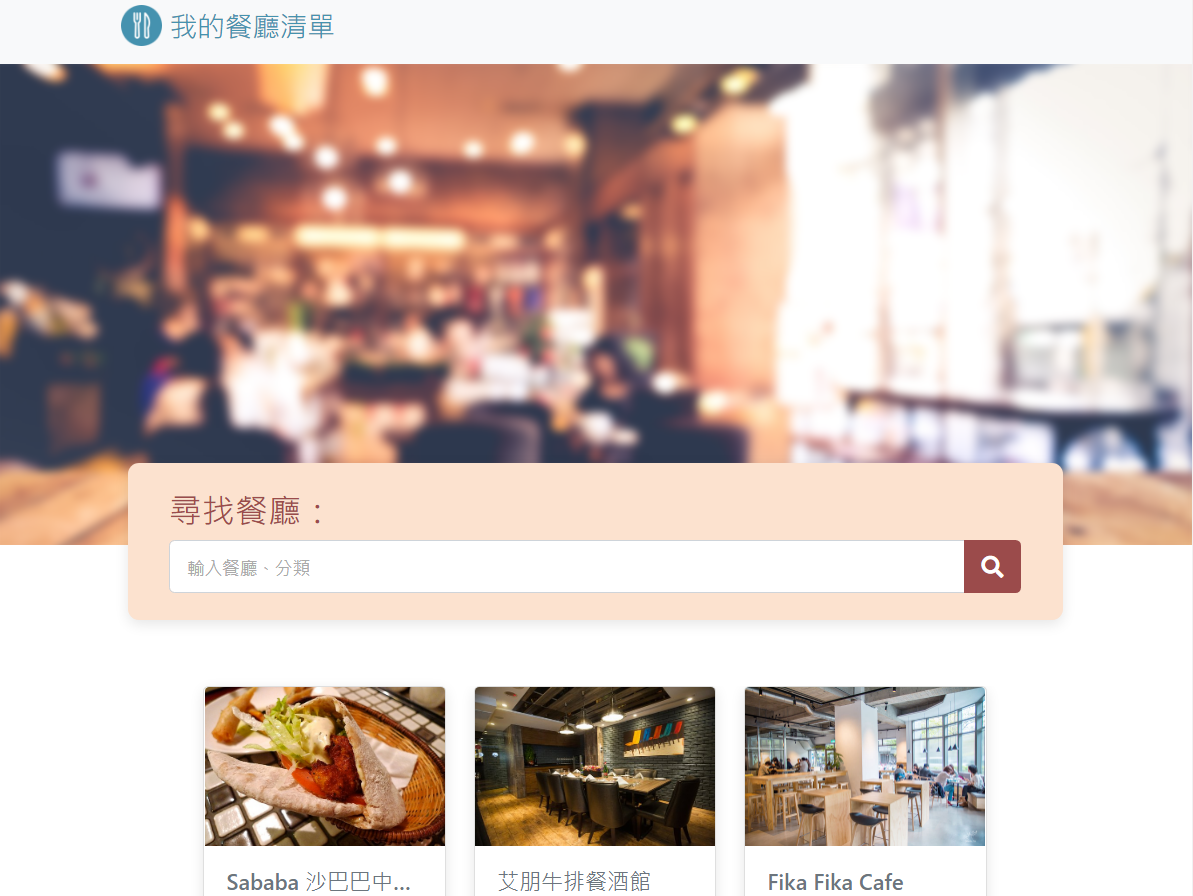 我的餐廳清單
尋找餐廳：
輸入餐廳、分類
Sababa 沙巴巴中...
艾朋牛排餐酒館
Fika Fika Cafe